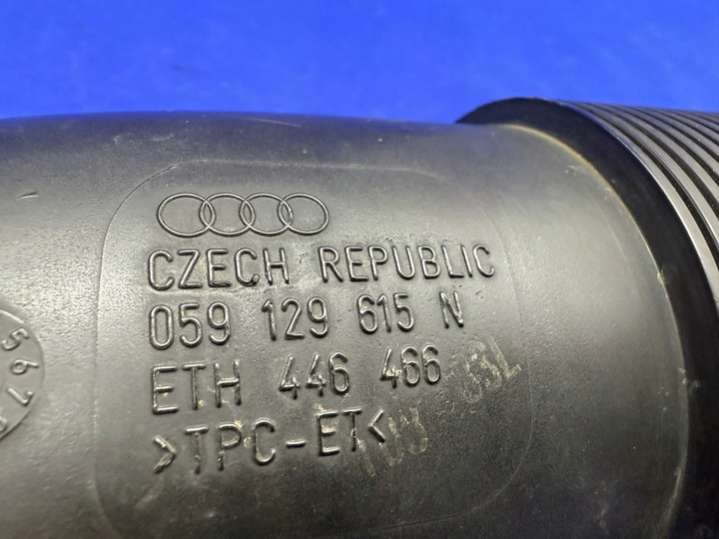 CZECH REPUBLIC
059 129 615 N
ETH 446 466
>TPC-ET<